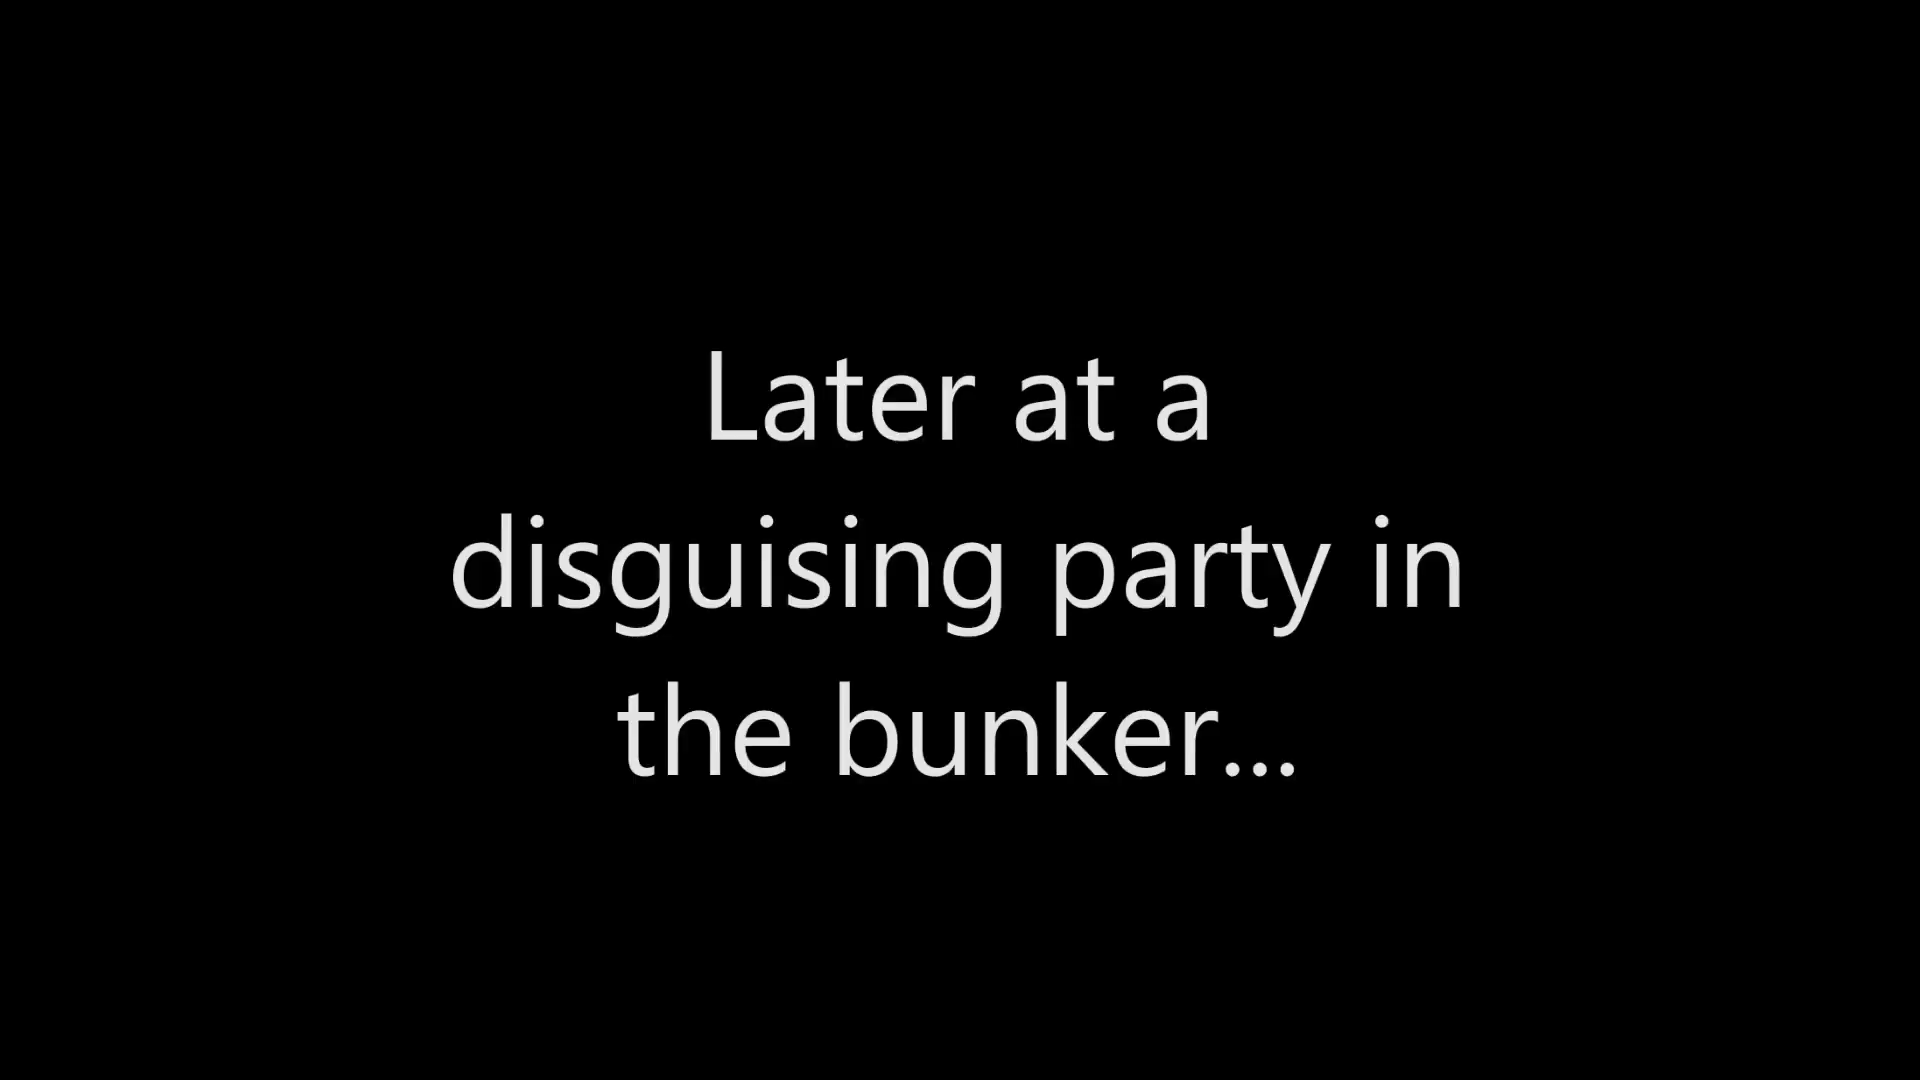 Later at a
disguising party in
the bunker...